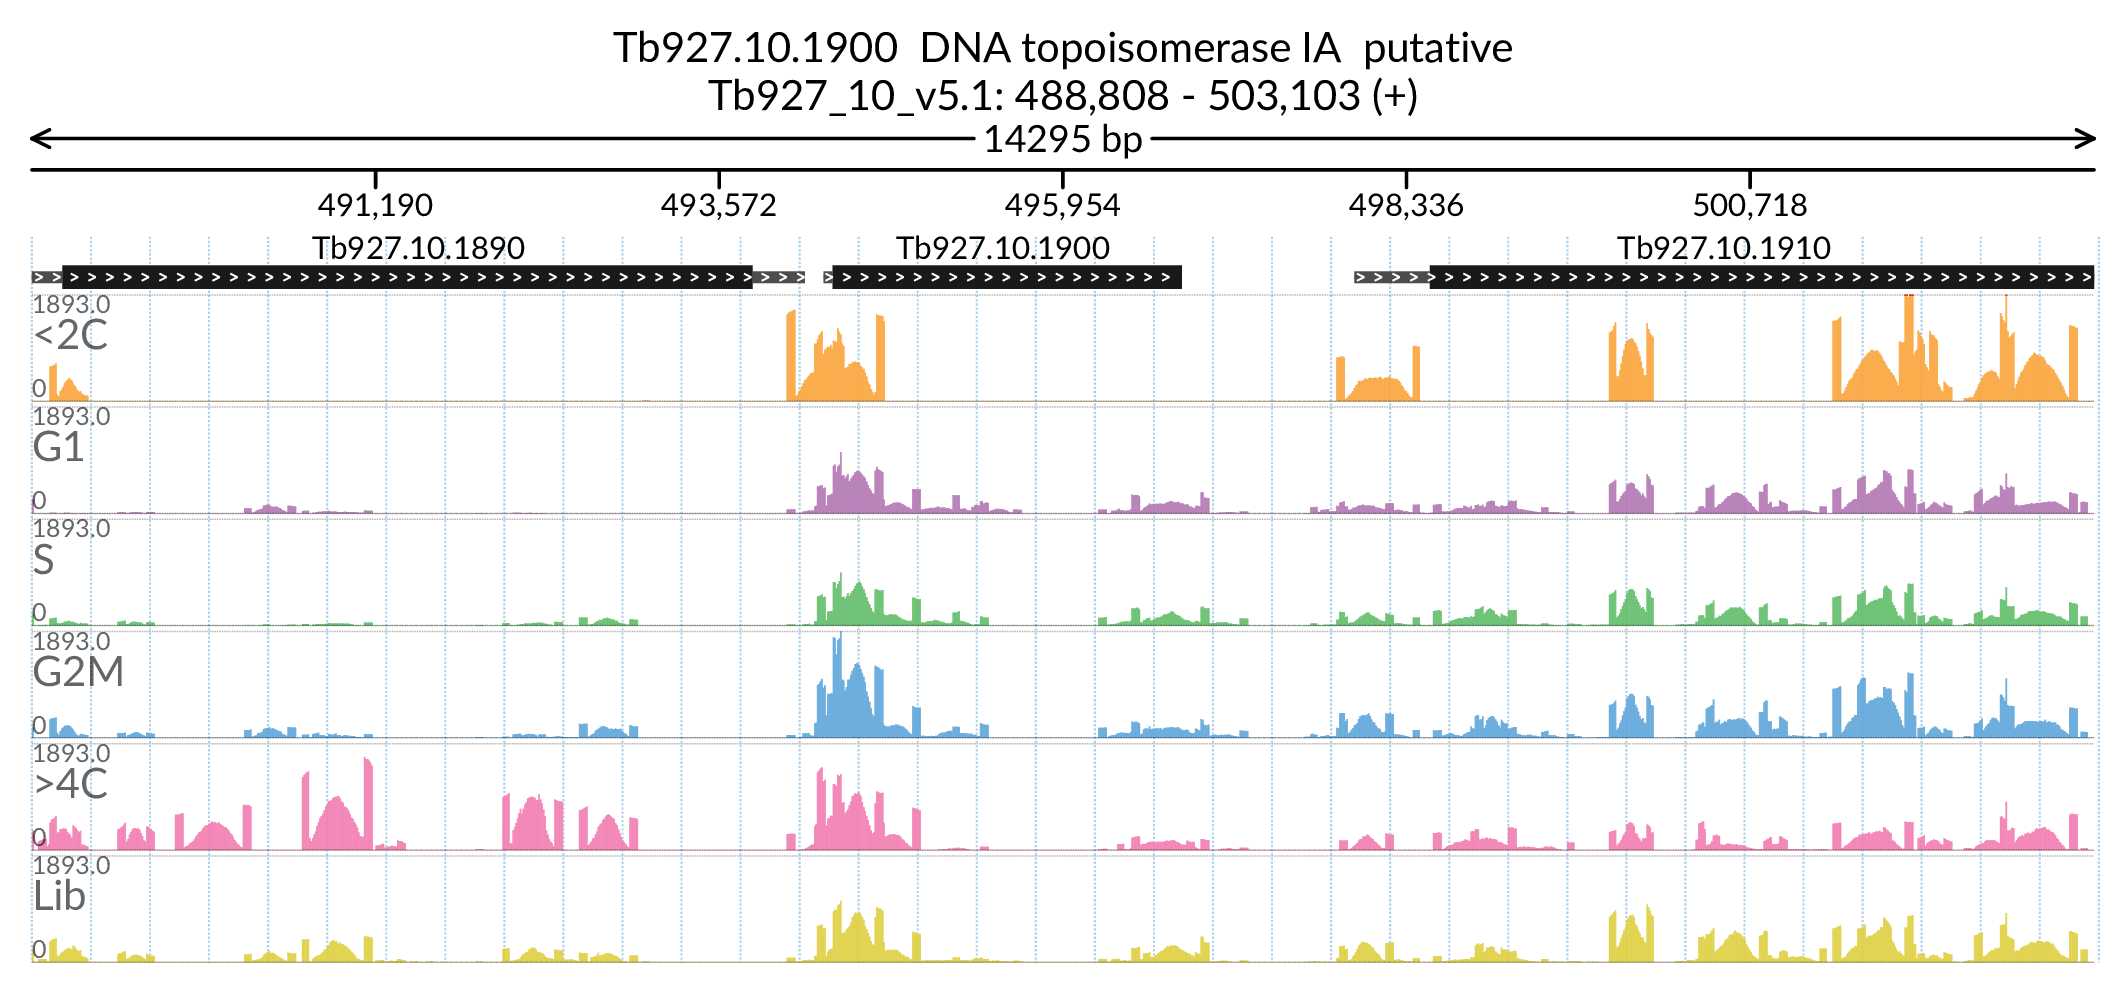 Tb927.10.1900 DNA topoisomerase IA putative
Tb927_10_v5.1: 488,808 - 503,103 (+)
14295 bp
491,190 493,572 495,954 498,336 500,718
Tb927.10.1890 Tb927.10.1900 Tb927.10.1910
1893.0
<2C
0
1893.0
G1
0
1893.0
S
0
1893.0
G2M
0
1893.0
>4C
0
1893.0
Lib
0